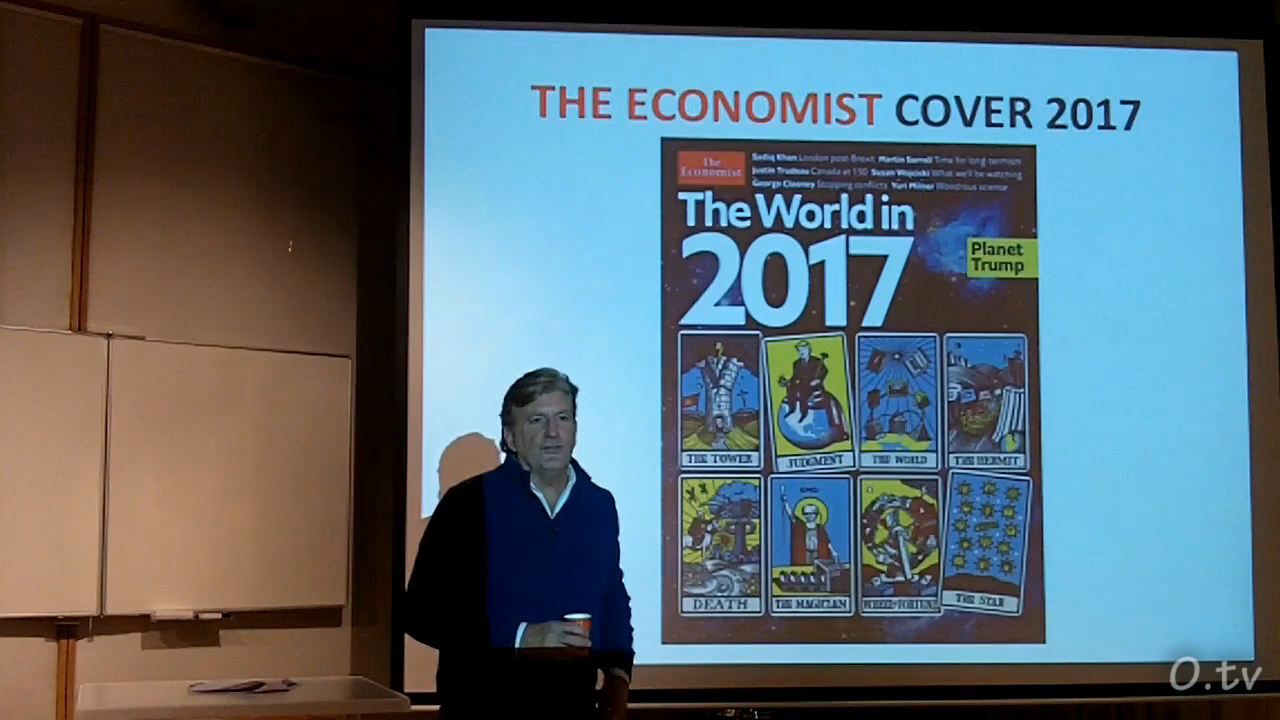 THE ECONOMIST COVER 2017
The
Economist
Sadiq Khan London post-Brexit Martin Sorrell Time for long-termism
Justin Trudeau Canada at 150 Susan Wojcicki What we'll be watching
George Clooney Stopping conflicts Yuri Milner Wondrous science
The World in
2017
Planet
Trump
THE TOWER
JUDGMENT
THE WORLD
THE HERMIT
DEATH
THE MAGICIAN
WHEEL OF FORTUNE
THE STAR
O.tv